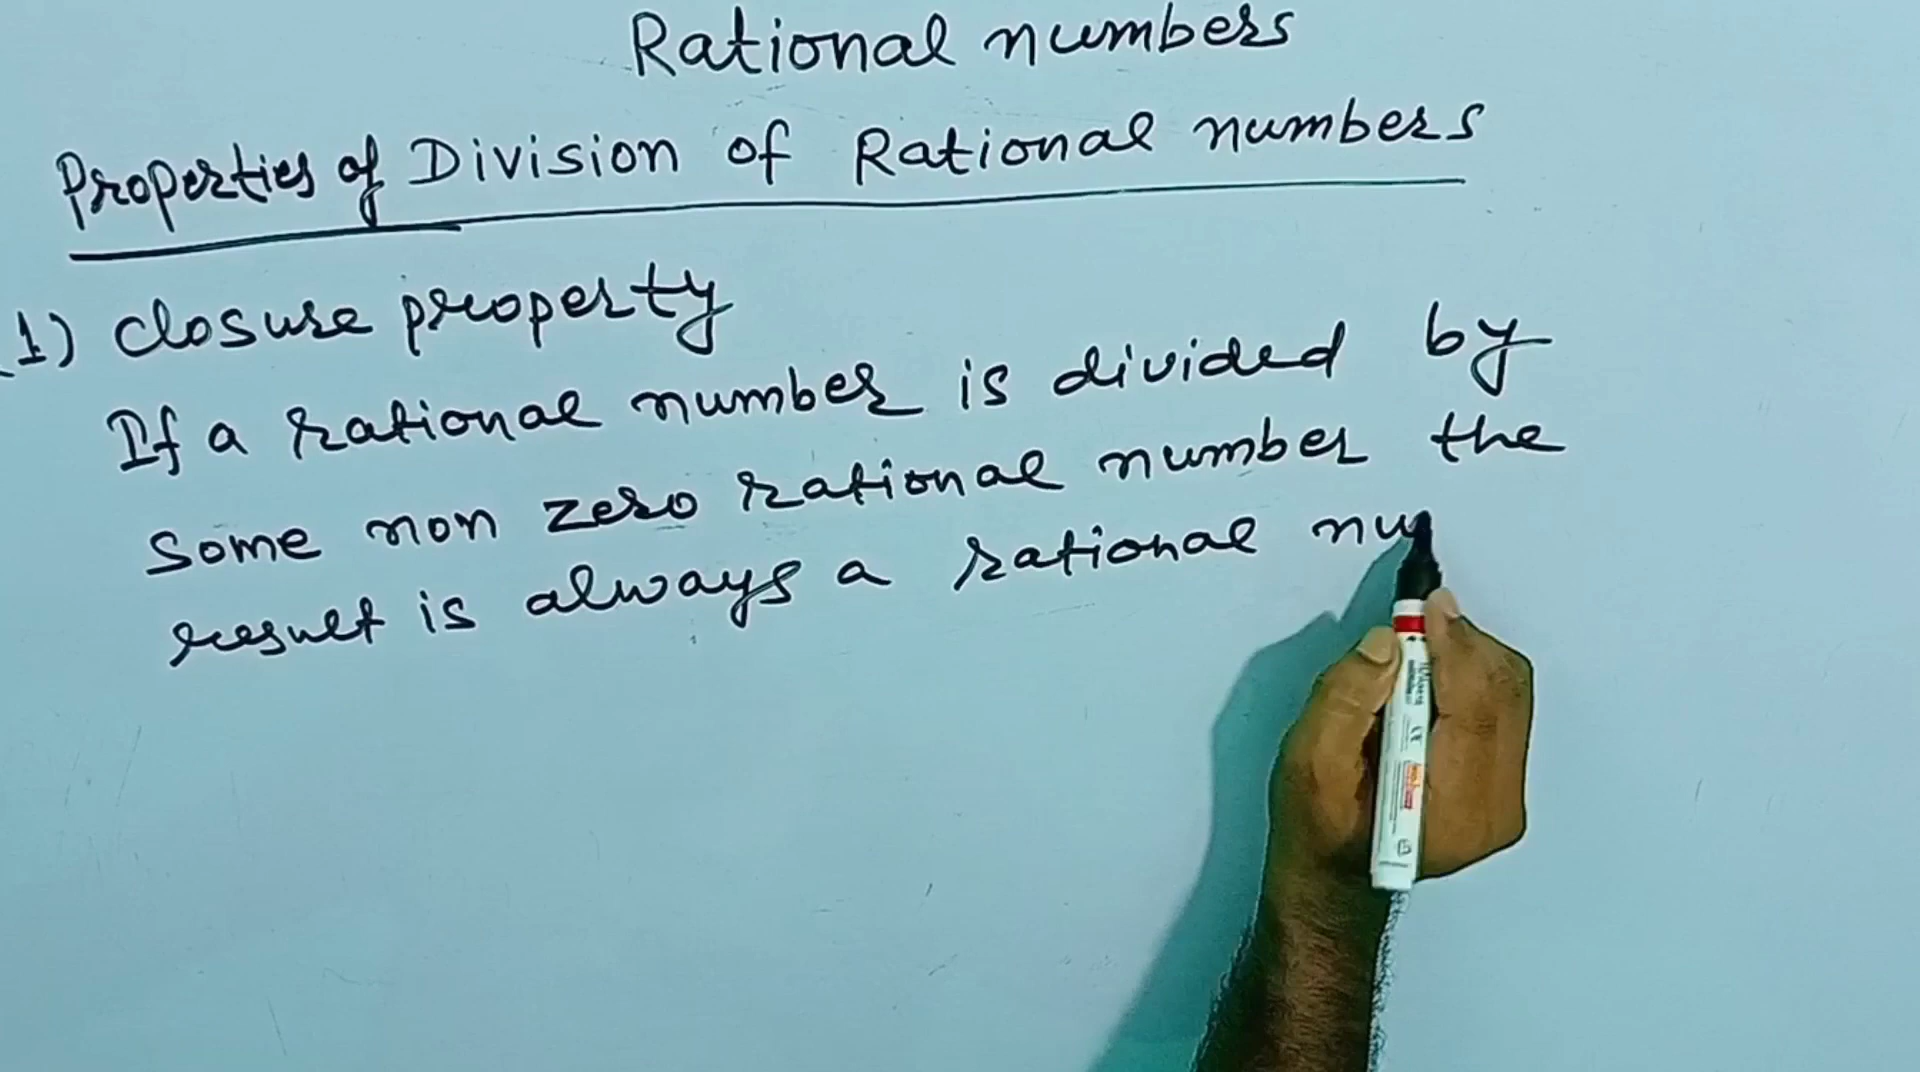 Rational numbers
Properties of Division of Rational numbers
1) closure property
If a rational number is divided by
some non zero rational number the
result is always a rational nu